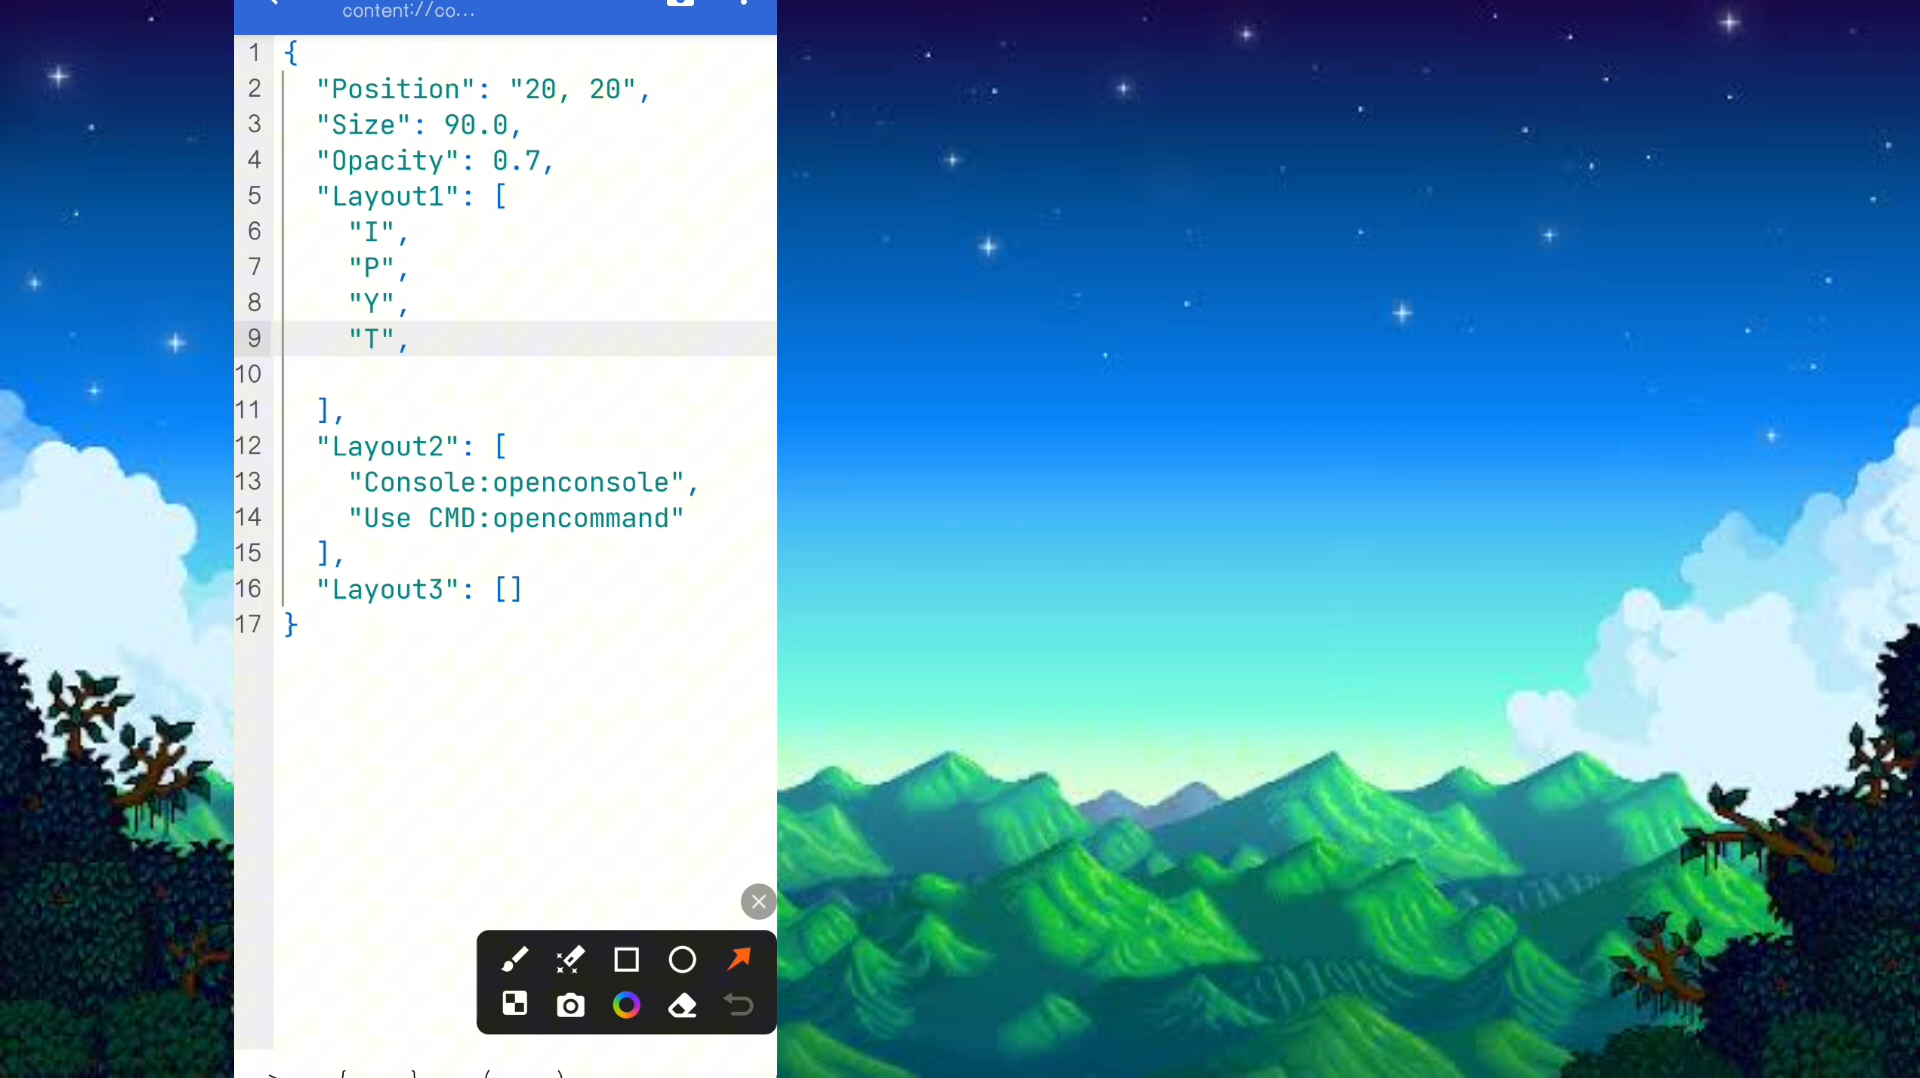 content://co...
1 {
2 "Position": "20, 20",
3 "Size": 90.0,
4 "Opacity": 0.7,
5 "Layout1": [
6 "I",
7 "P",
8 "Y",
9 "T",
10
11 ],
12 "Layout2": [
13 "Console:openconsole",
14 "Use CMD:opencommand"
15 ],
16 "Layout3": []
17 }